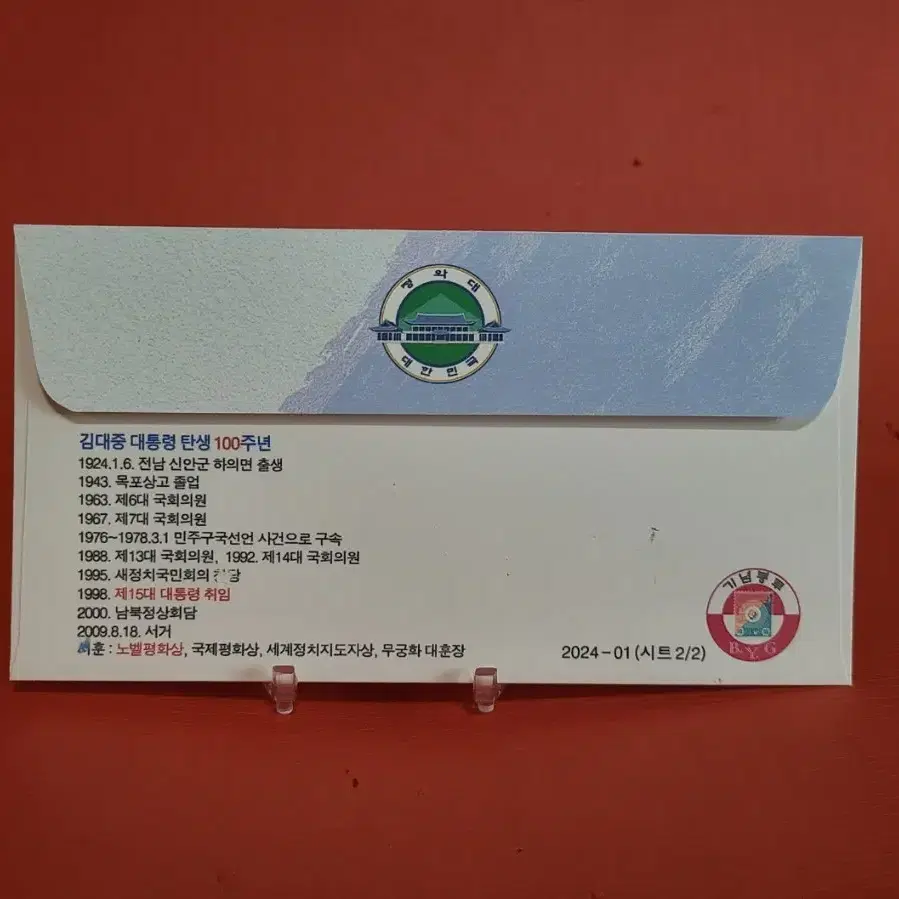 경악대
대한민국
김대중 대통령 탄생 100주년
1924.1.6. 전남 신안군 하의면 출생
1943. 목포상고 졸업
1963. 제6대 국회의원
1967. 제7대 국회의원
1976~1978.3.1 민주구국선언 사건으로 구속
1988. 제13대 국회의원, 1992. 제14대 국회의원
1995. 새정치국민회의
1998. 제15대 대통령 취임
2000. 남북정상회담
2009.8.18. 서거
노벨평화상, 국제평화상, 세계정치지도자상, 무궁화 대훈장
2024-01 (시트 2/2)
기념봉투
B.Y.G